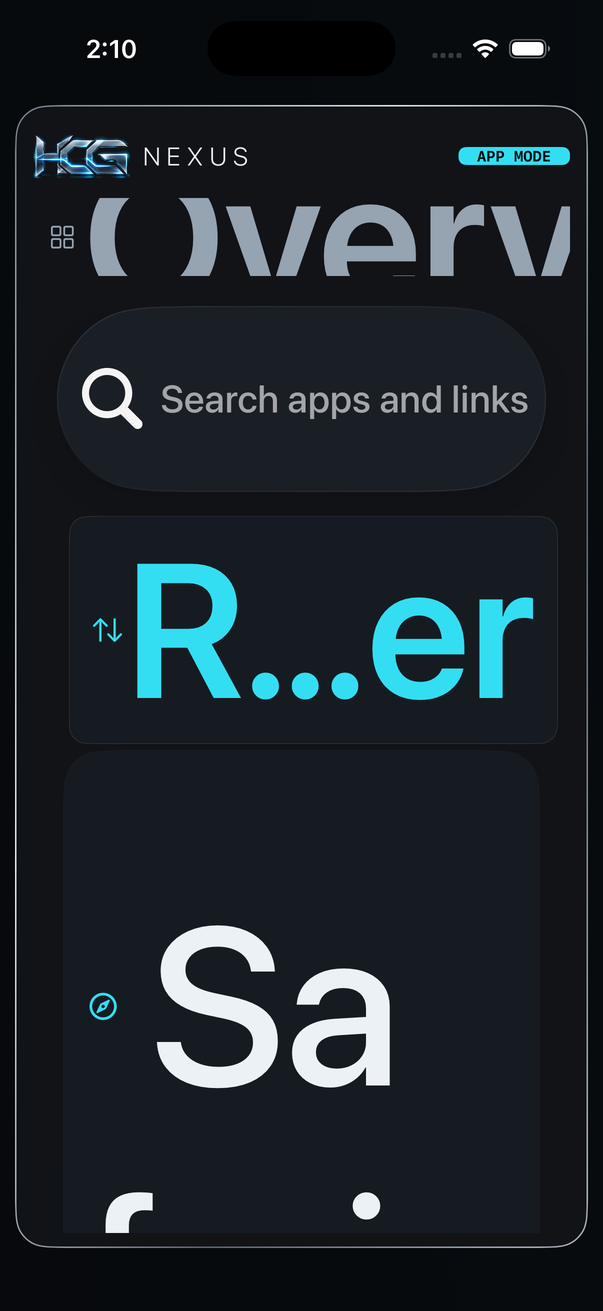 2:10
HCG NEXUS
APP MODE
Overv
Search apps and links
R...er
Sa